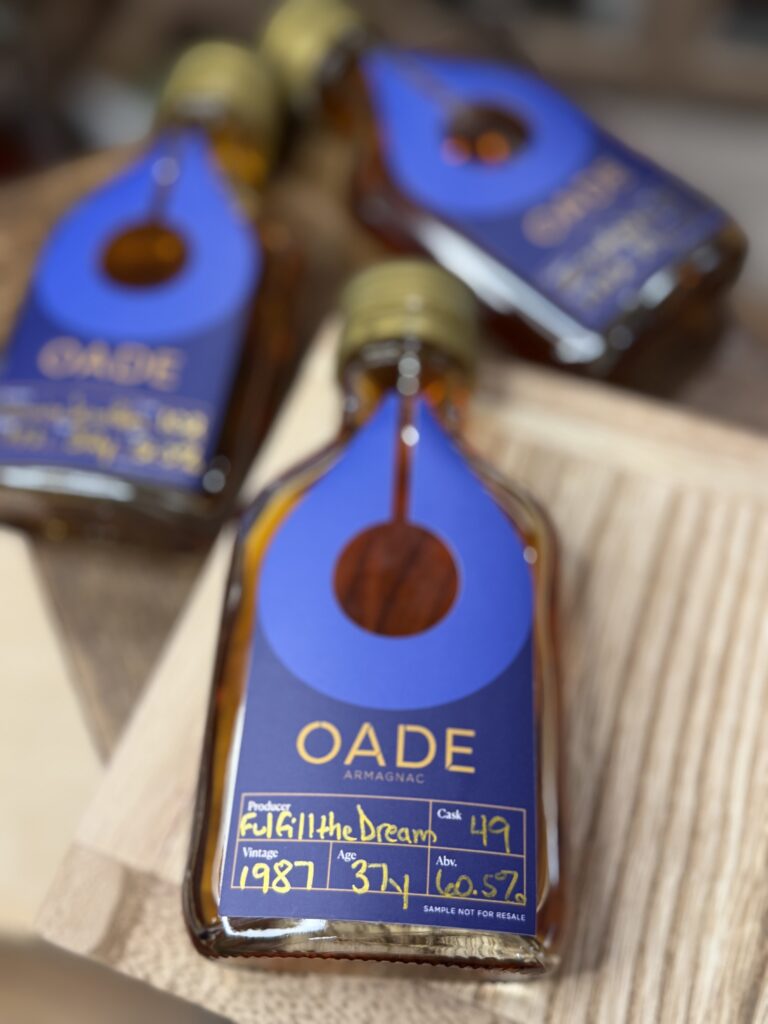 OADE
ARMAGNAC
Producer
Fulfill the Dream
Cask
49
Vintage
1987
Age
37y
Abv.
60.5%
SAMPLE NOT FOR RESALE
OADE
OADE